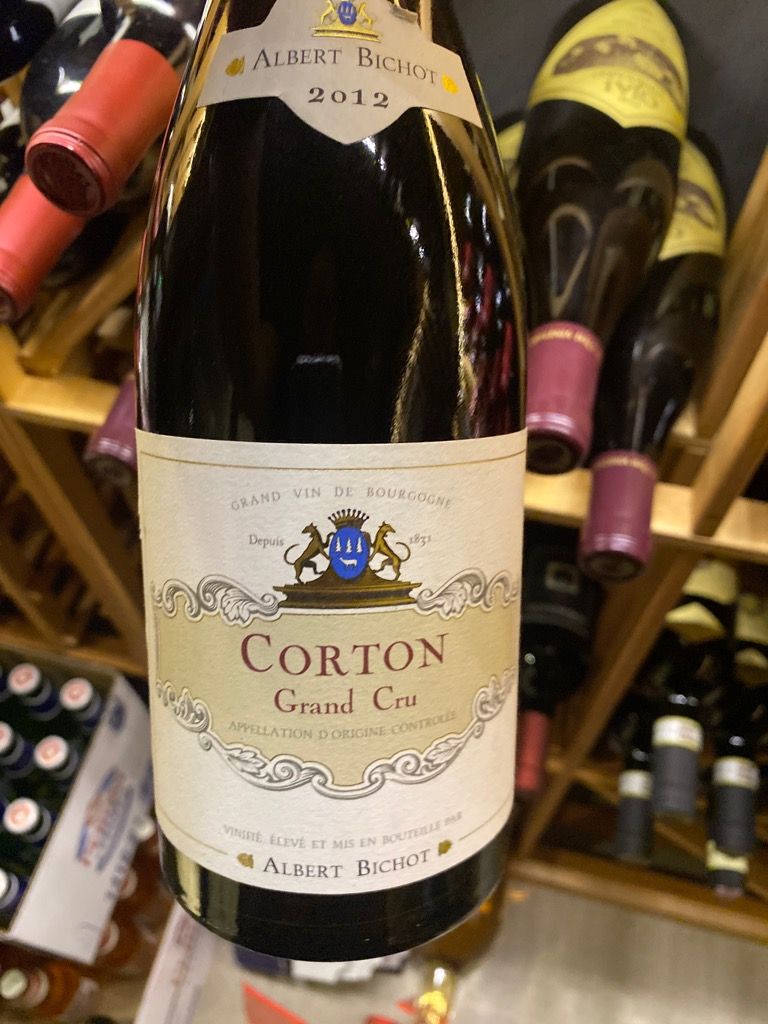 ALBERT BICHOT
2012
GRAND VIN DE BOURGOGNE
Depuis 1831
CORTON
Grand Cru
APPELLATION D'ORIGINE CONTRÔLÉE
VINIFIÉ ÉLEVÉ ET MIS EN BOUTEILLE PAR
ALBERT BICHOT